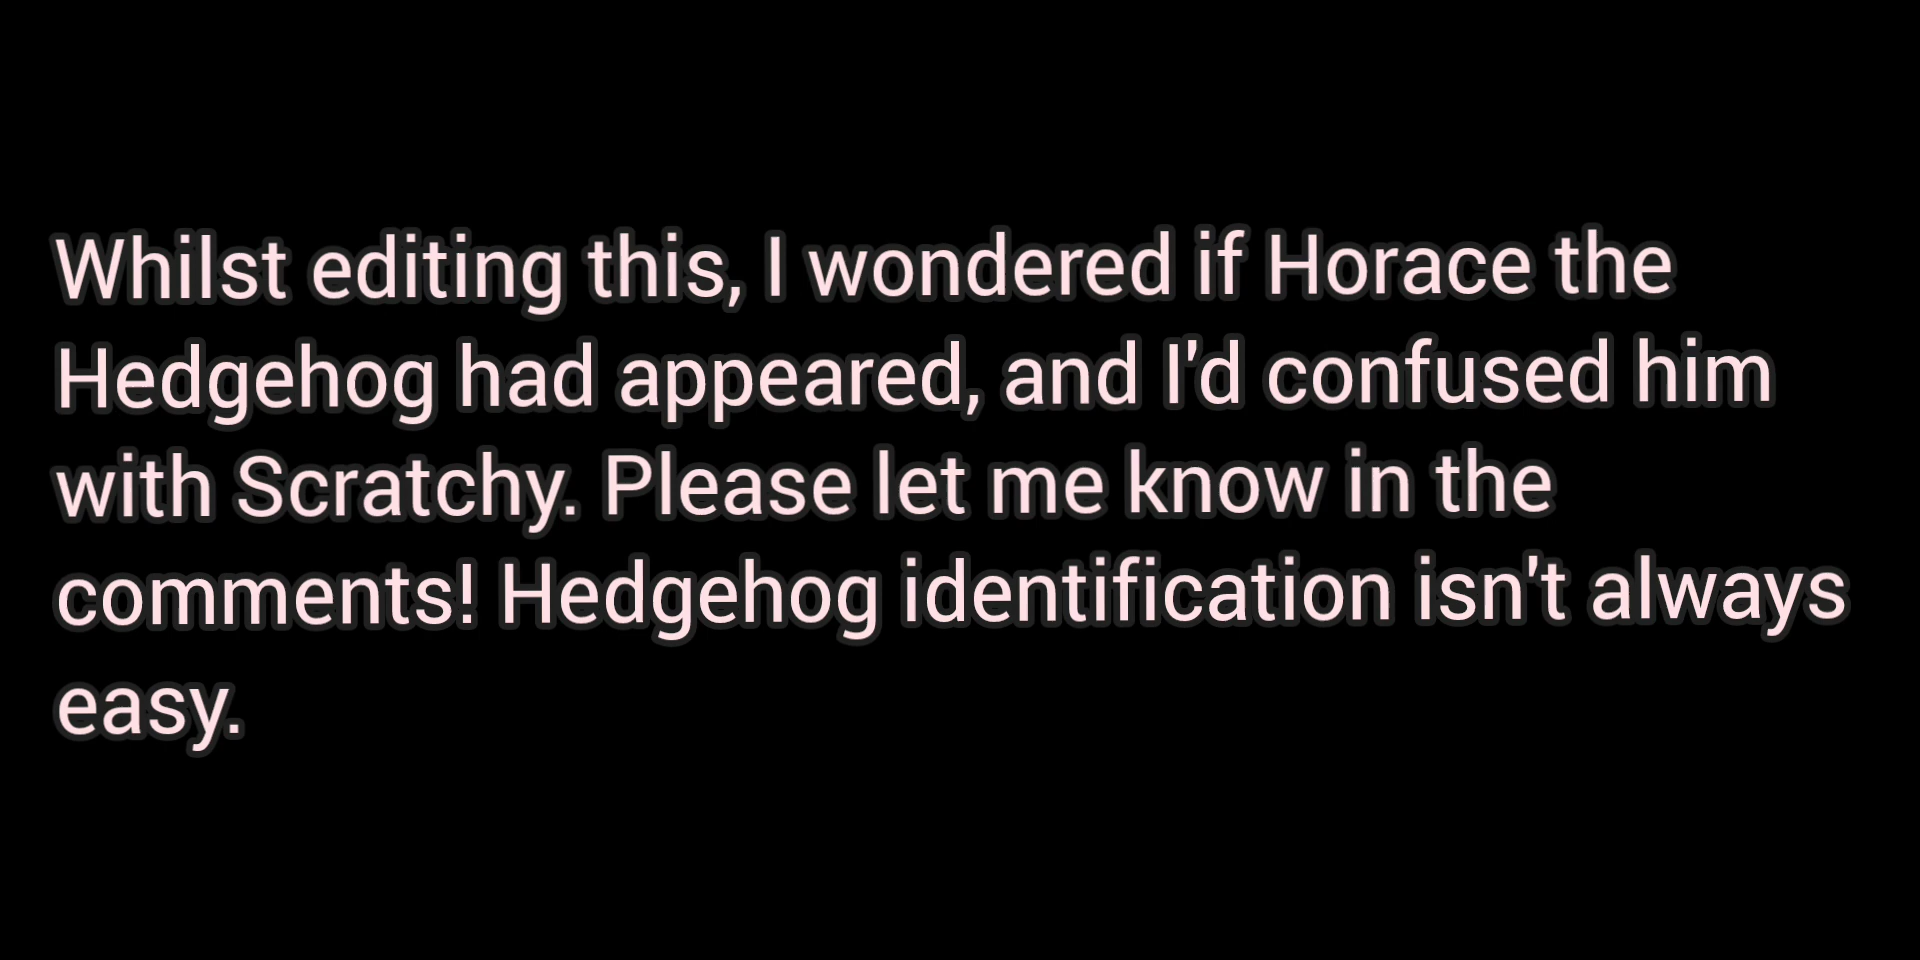 Whilst editing this, I wondered if Horace the
Hedgehog had appeared, and I'd confused him
with Scratchy. Please let me know in the
comments! Hedgehog identification isn't always
easy.